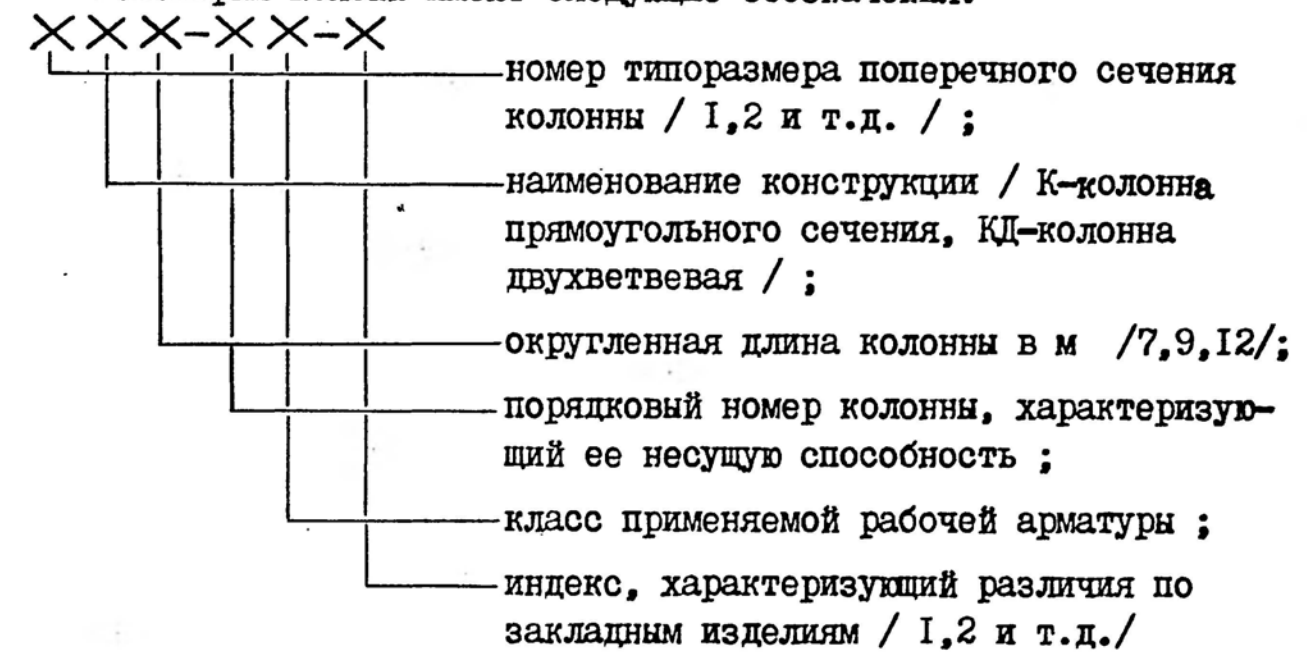 ХХХ-ХХ-Х
номер типоразмера поперечного сечения
колонны / I,2 и т.д. / ;
наименование конструкции / К-колонна
прямоугольного сечения, КД-колонна
двухветвевая / ;
округленная длина колонны в м /7,9,I2/;
порядковый номер колонны, характеризую-
щий ее несущую способность ;
класс применяемой рабочей арматуры ;
индекс, характеризующий различия по
закладным изделиям / I,2 и т.д./